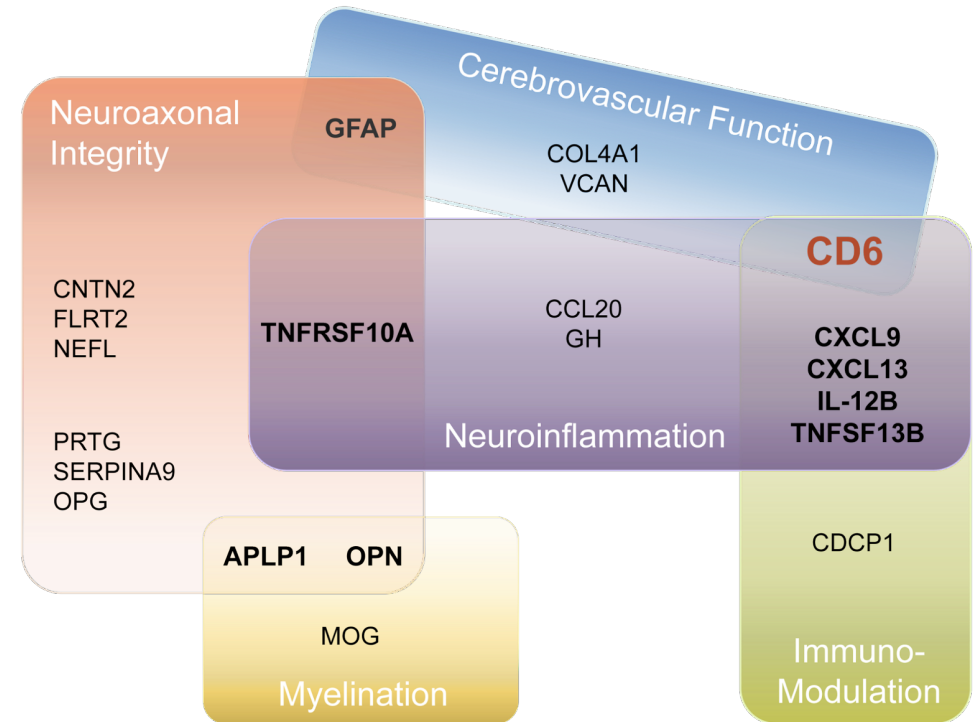 Cerebrovascular Function
Neuroaxonal
Integrity
GFAP
COL4A1
VCAN
CD6
CNTN2
FLRT2
NEFL
TNFRSF10A
CCL20
GH
CXCL9
CXCL13
IL-12B
TNFSF13B
Neuroinflammation
PRTG
SERPINA9
OPG
APLP1 OPN
CDCP1
MOG
Myelination
Immuno-
Modulation